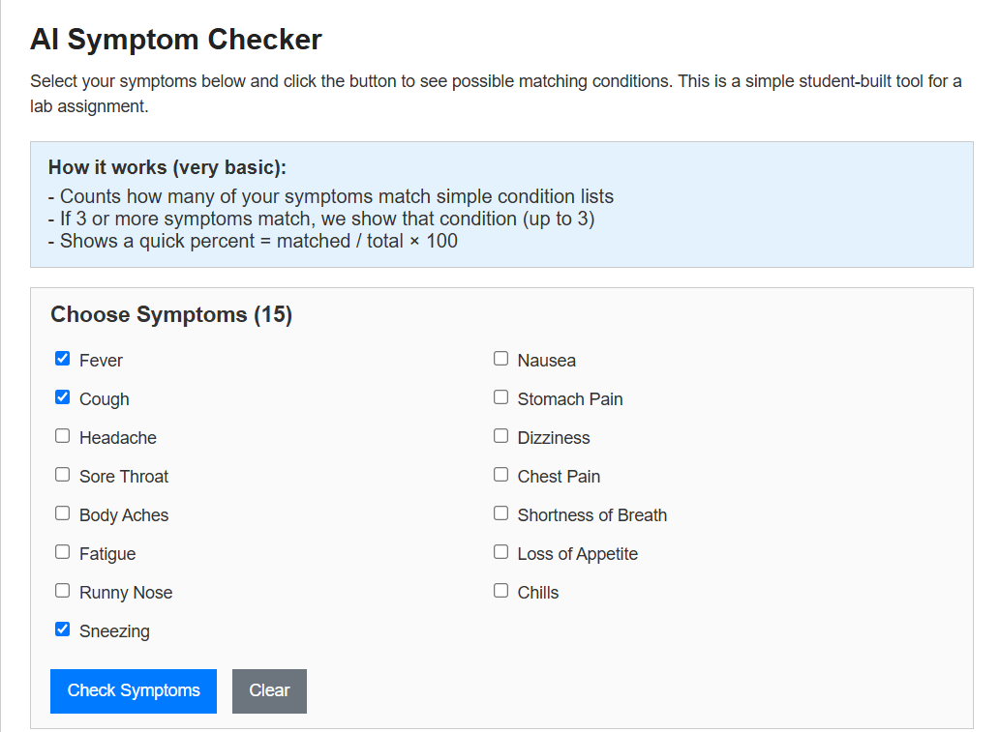 AI Symptom Checker
Select your symptoms below and click the button to see possible matching conditions. This is a simple student-built tool for a
lab assignment.
How it works (very basic):
- Counts how many of your symptoms match simple condition lists
- If 3 or more symptoms match, we show that condition (up to 3)
- Shows a quick percent = matched / total × 100
Choose Symptoms (15)
Fever
Cough
Headache
Sore Throat
Body Aches
Fatigue
Runny Nose
Sneezing
Nausea
Stomach Pain
Dizziness
Chest Pain
Shortness of Breath
Loss of Appetite
Chills
Check Symptoms
Clear